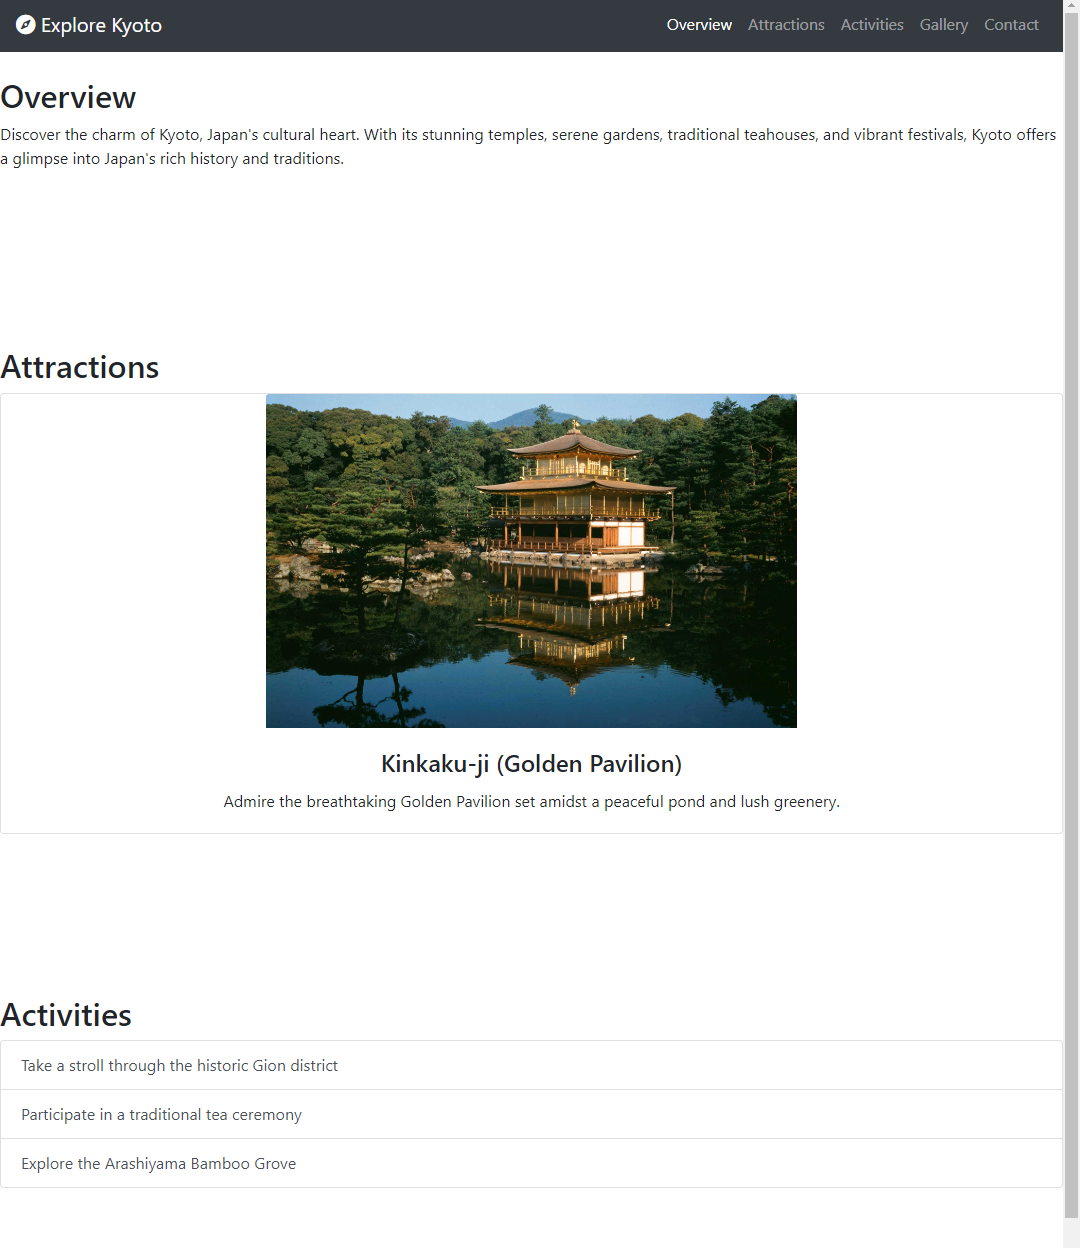 Explore Kyoto
Overview Attractions Activities Gallery Contact
Overview
Discover the charm of Kyoto, Japan's cultural heart. With its stunning temples, serene gardens, traditional teahouses, and vibrant festivals, Kyoto offers
a glimpse into Japan's rich history and traditions.
Attractions
Kinkaku-ji (Golden Pavilion)
Admire the breathtaking Golden Pavilion set amidst a peaceful pond and lush greenery.
Activities
Take a stroll through the historic Gion district
Participate in a traditional tea ceremony
Explore the Arashiyama Bamboo Grove